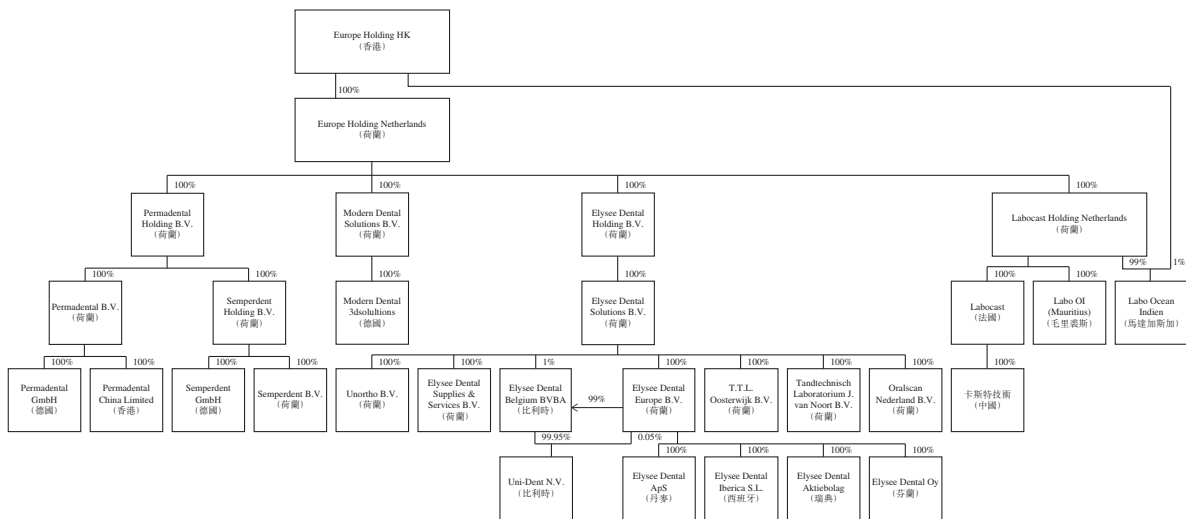 Europe Holding HK
(香港)
100%
Europe Holding Netherlands
(荷蘭)
100%
100%
100%
100%
Permadental
Holding B.V.
(荷蘭)
Modern Dental
Solutions B.V.
(荷蘭)
Elysee Dental
Holding B.V.
(荷蘭)
Labocast Holding Netherlands
(荷蘭)
100%
100%
100%
100%
100%
100%
99%
1%
Permadental B.V.
(荷蘭)
Semperdent
Holding B.V.
(荷蘭)
Modern Dental
3dsolultions
(德國)
Elysee Dental
Solutions B.V.
(荷蘭)
Labocast
(法國)
Labo OI
(Mauritius)
(毛里裘斯)
Labo Ocean
Indien
(馬達加斯加)
100%
100%
100%
100%
100%
100%
1%
100%
100%
100%
100%
100%
Permadental
GmbH
(德國)
Permadental
China Limited
(香港)
Semperdent
GmbH
(德國)
Semperdent B.V.
(荷蘭)
Unortho B.V.
(荷蘭)
Elysee Dental
Supplies &
Services B.V.
(荷蘭)
Elysee Dental
Belgium BVBA
(比利時)
99%
Elysee Dental
Europe B.V.
(荷蘭)
T.T.L.
Oosterwijk B.V.
(荷蘭)
Tandtechnisch
Laboratorium J.
van Noort B.V.
(荷蘭)
Oralscan
Nederland B.V.
(荷蘭)
卡斯特技術
(中國)
99.95%
0.05%
100%
100%
100%
100%
Uni-Dent N.V.
(比利時)
Elysee Dental
ApS
(丹麥)
Elysee Dental
Iberica S.L.
(西班牙)
Elysee Dental
Aktiebolag
(瑞典)
Elysee Dental Oy
(芬蘭)